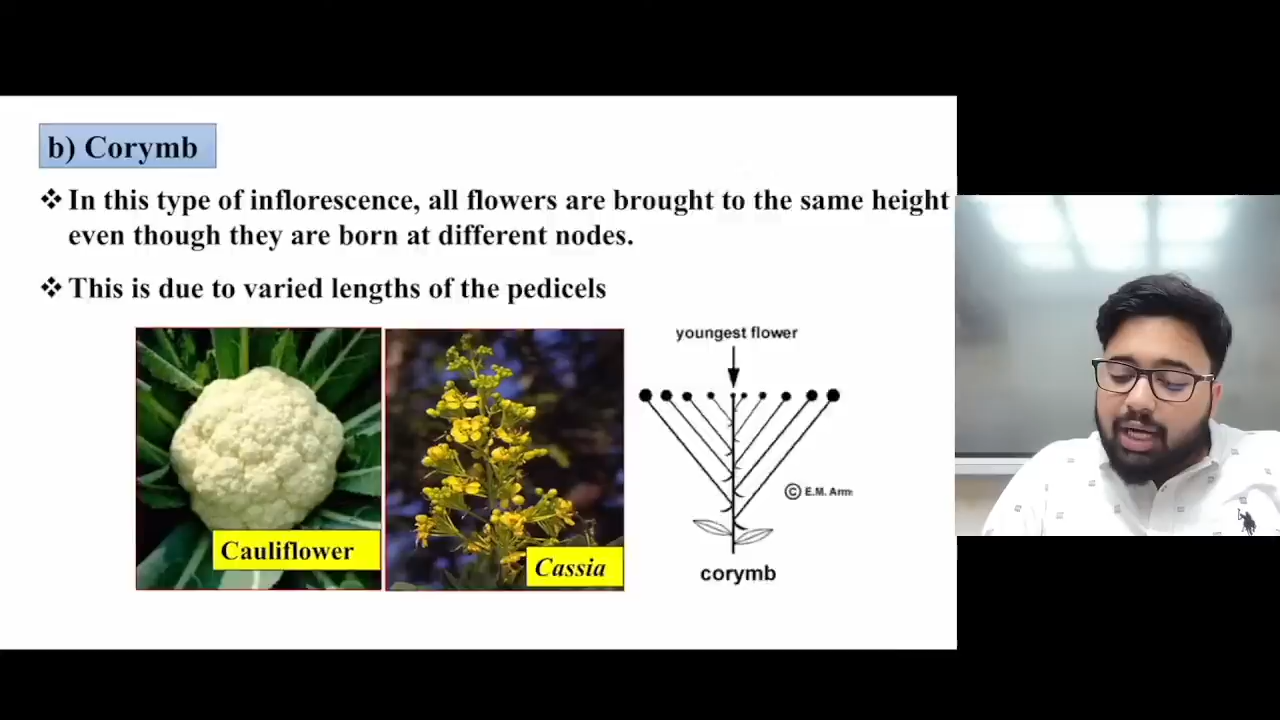 b) Corymb
❖ In this type of inflorescence, all flowers are brought to the same height
even though they are born at different nodes.
❖ This is due to varied lengths of the pedicels
youngest flower
Cauliflower
Cassia
© E.M. Arm
corymb